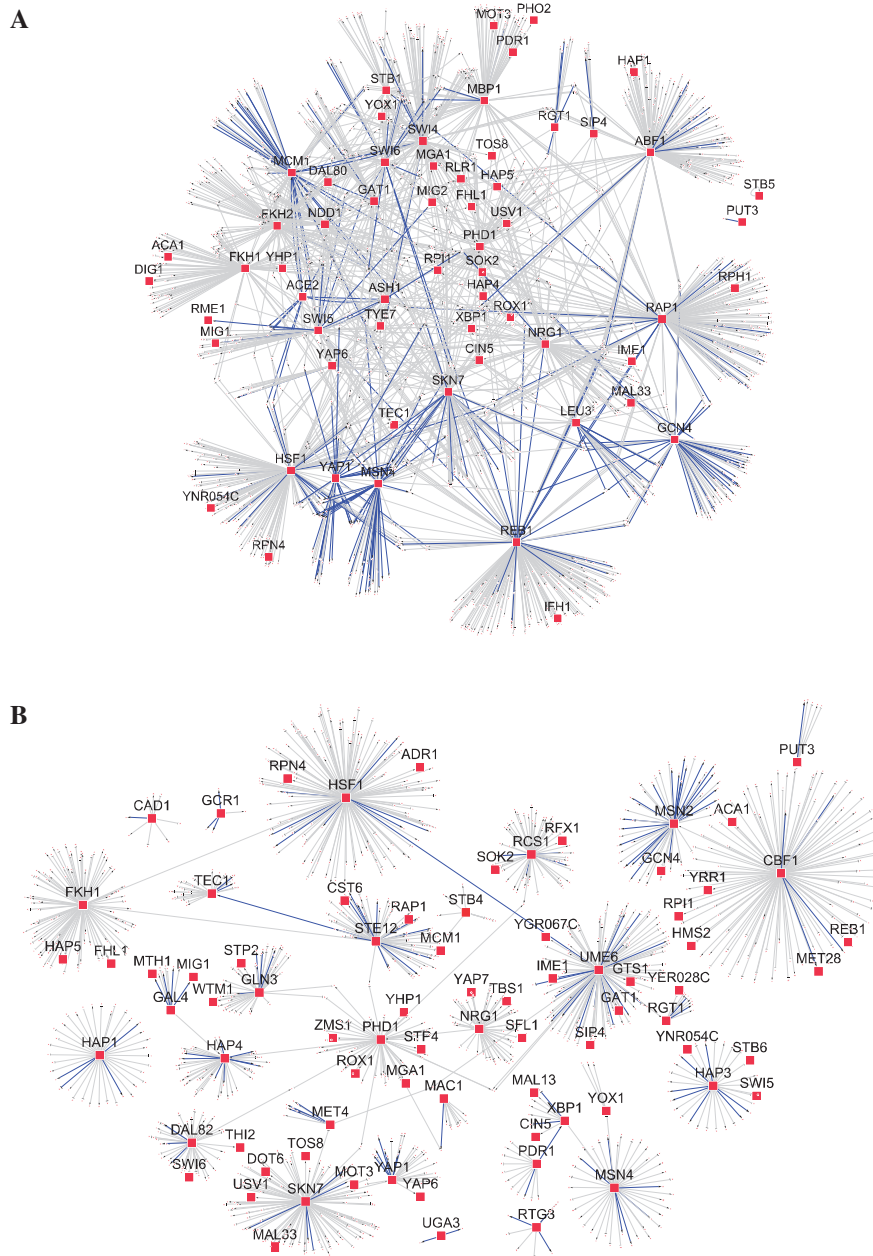 A
PHO2
MOT3
PDR1
HAP1
STB1
MBP1
YOX1
RGT1
SIP4
SWI4
ABF1
TOS8
SWI6
MCM1
MGA1
RLR1
DAL80
HAP5
STB5
GAT1
MIG2
FHL1
PUT3
FKH2
NDD1
USV1
PHD1
ACA1
DIG1
FKH1
YHP1
RPI1
SOK2
RPH1
ACE2
ASH1
HAP4
RME1
ROX1
RAP1
MIG1
SWI5
TYE7
XBP1
NRG1
YAP6
CIN5
IME1
SKN7
MAL33
TEC1
LEU3
GCN4
HSF1
YAP1
MSN4
YNR054C
REB1
RPN4
IFH1
B
PUT3
RPN4
ADR1
HSF1
CAD1
GCR1
MSN2
ACA1
RFX1
RCS1
SOK2
GCN4
CBF1
FKH1
TEC1
CST6
RAP1
STB4
YRR1
RPI1
STE12
MCM1
YGR067C
HMS2
REB1
HAP5
FHL1
MTH1
MIG1
STP2
UME6
IME1
GTS1
MET28
GAL4
WTM1
GLN3
YAP7
TBS1
YER028C
YHP1
GAT1
RGT1
ZMS1
PHD1
NRG1
SFL1
SIP4
YNR054C
HAP1
HAP4
STF4
STB6
ROX1
MGA1
HAP3
SWI5
MAC1
MAL13
MET4
XBP1
YOX1
DAL82
THI2
CIN5
SWI6
DOT6
TOS8
MOT3
YAP1
PDR1
USV1
SKN7
YAP6
MSN4
MAL33
UGA3
RTG3